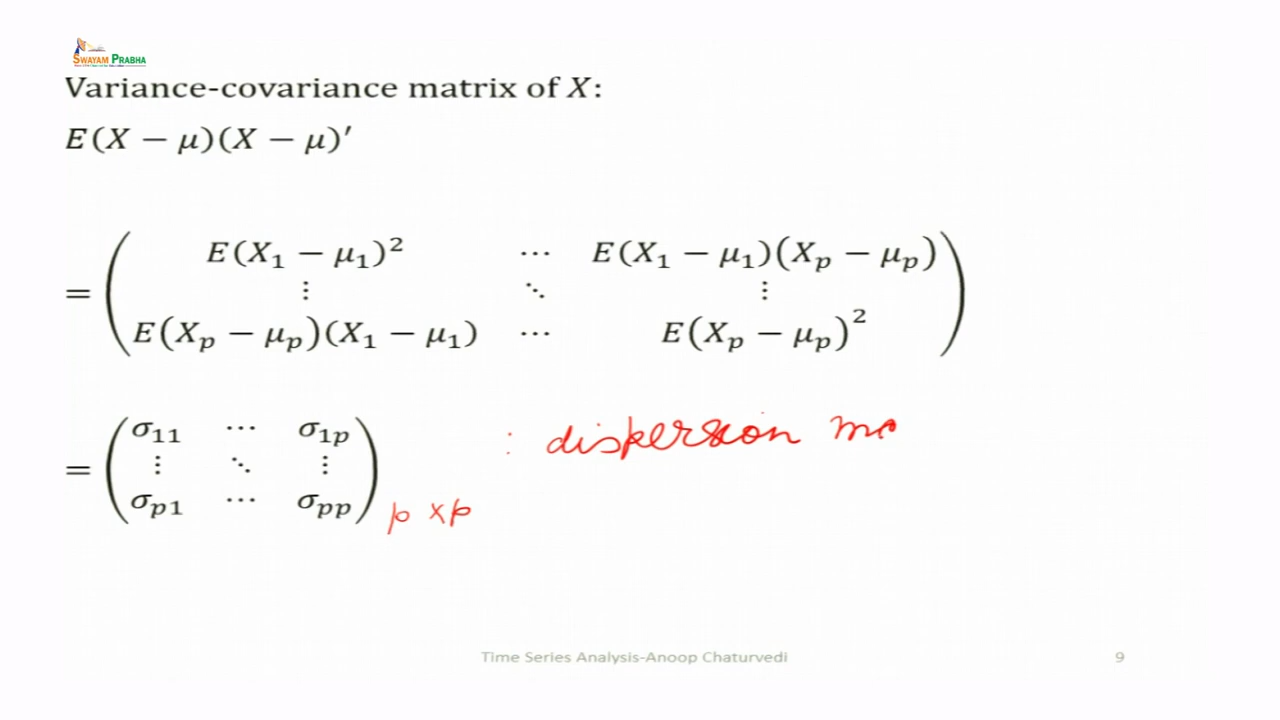 SWAYAM PRABHA
Variance-covariance matrix of X:
E(X − μ)(X − μ)′
= ( E(X₁ − μ₁)² ⋯ E(X₁ − μ₁)(Xₚ − μₚ)
⋮ ⋱ ⋮
E(Xₚ − μₚ)(X₁ − μ₁) ⋯ E(Xₚ − μₚ)² )
= ( σ₁₁ ⋯ σ₁ₚ
⋮ ⋱ ⋮
σₚ₁ ⋯ σₚₚ ) p × p
: dispersion ma
Time Series Analysis-Anoop Chaturvedi
9